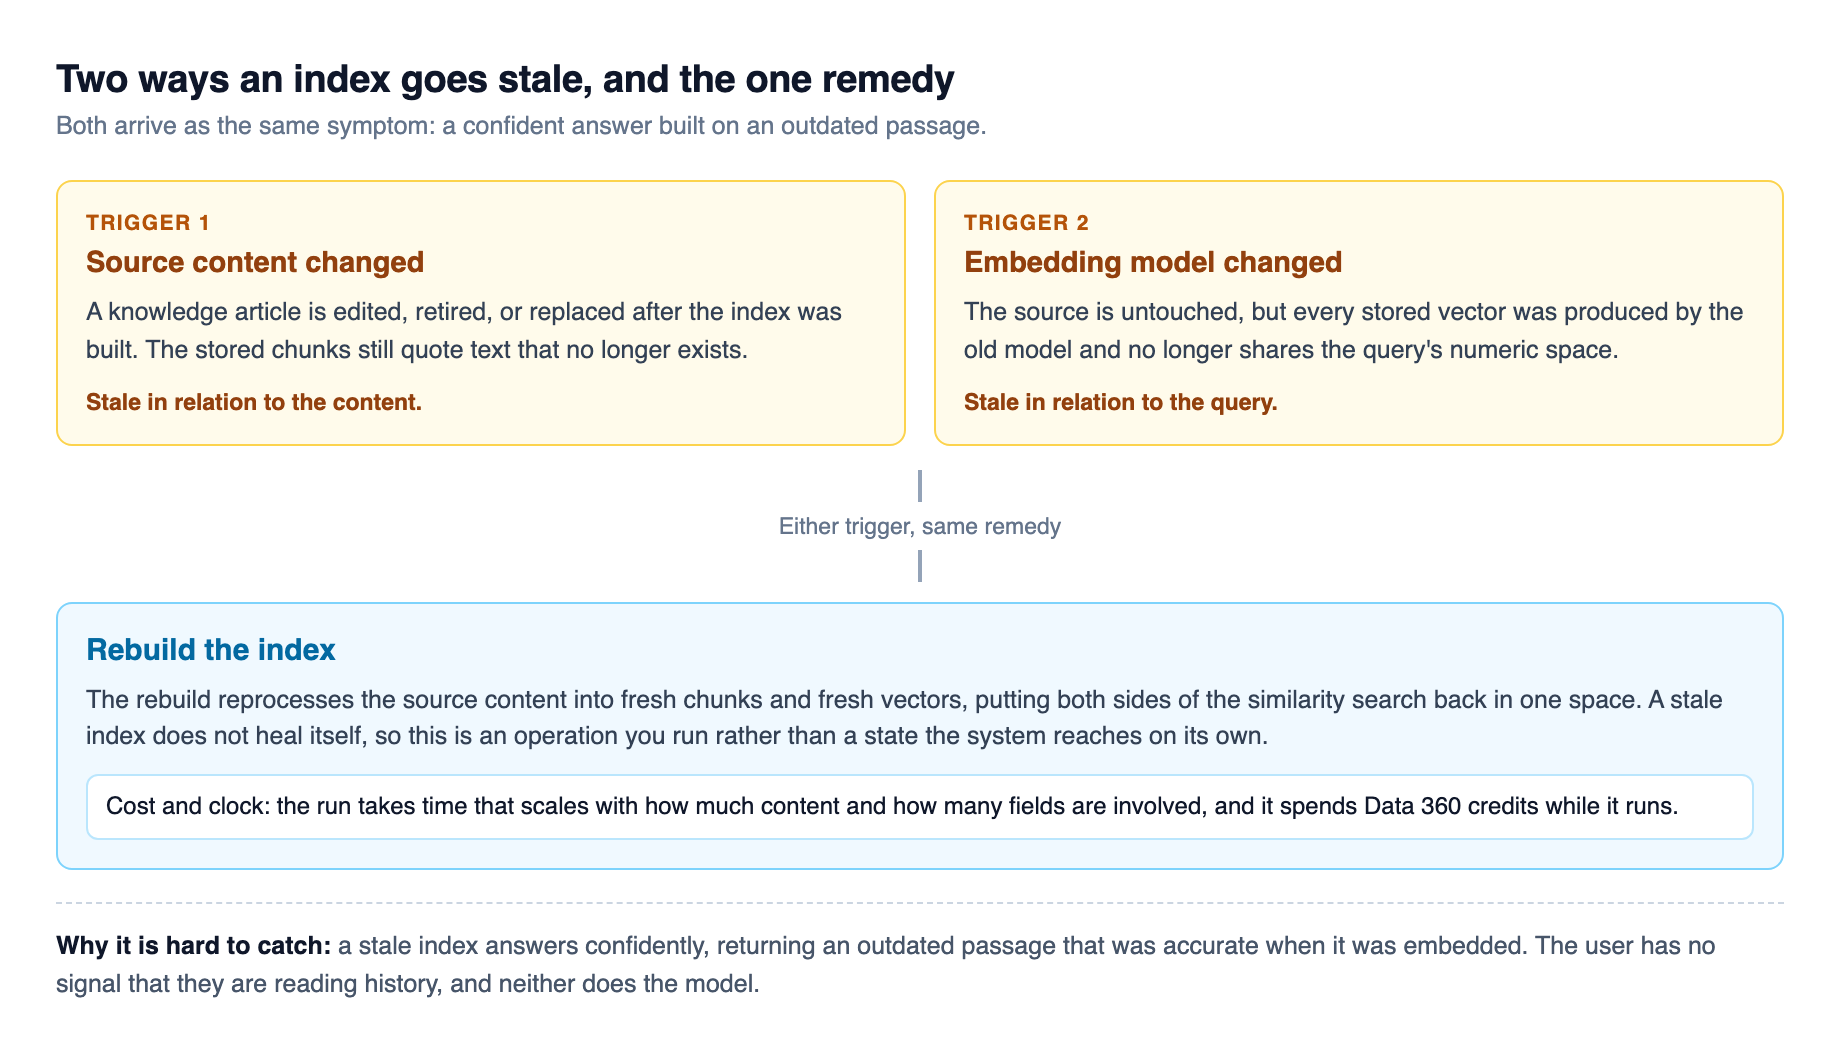 Two ways an index goes stale, and the one remedy
Both arrive as the same symptom: a confident answer built on an outdated passage.
TRIGGER 1
Source content changed
A knowledge article is edited, retired, or replaced after the index was
built. The stored chunks still quote text that no longer exists.
Stale in relation to the content.
TRIGGER 2
Embedding model changed
The source is untouched, but every stored vector was produced by the
old model and no longer shares the query's numeric space.
Stale in relation to the query.
Either trigger, same remedy
Rebuild the index
The rebuild reprocesses the source content into fresh chunks and fresh vectors, putting both sides of the similarity search back in one space. A stale
index does not heal itself, so this is an operation you run rather than a state the system reaches on its own.
Cost and clock: the run takes time that scales with how much content and how many fields are involved, and it spends Data 360 credits while it runs.
Why it is hard to catch: a stale index answers confidently, returning an outdated passage that was accurate when it was embedded. The user has no
signal that they are reading history, and neither does the model.